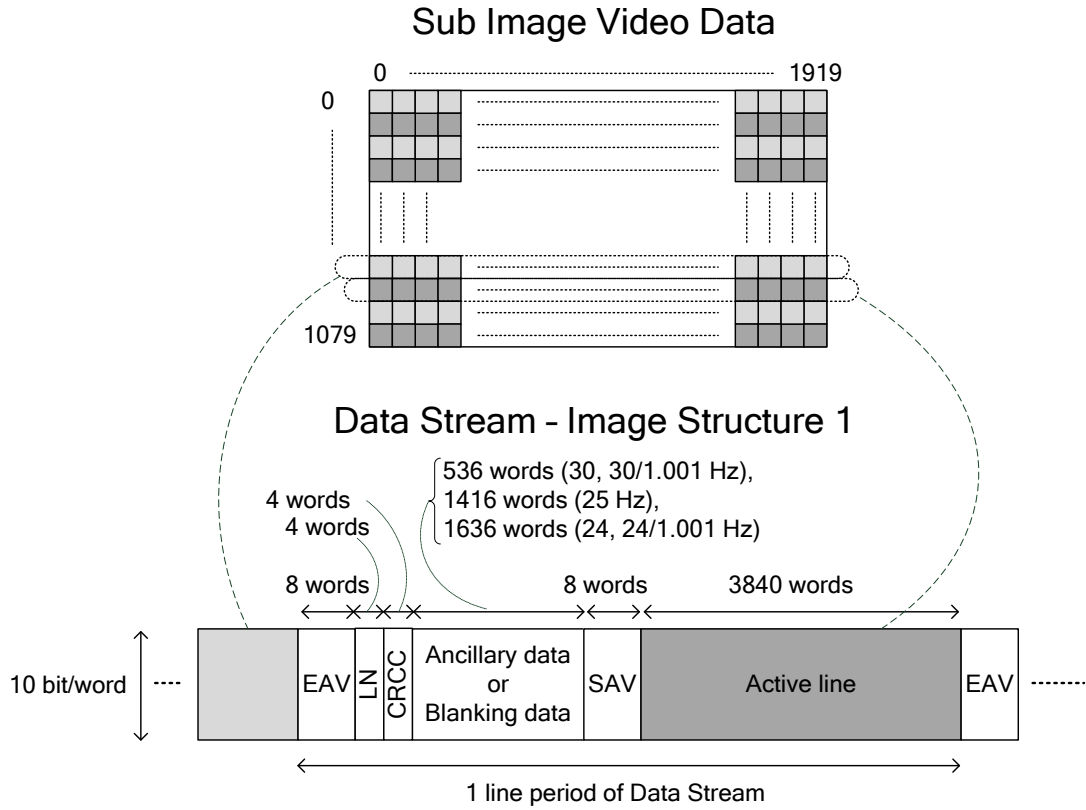 Sub Image Video Data
0 1919
0
1079
Data Stream - Image Structure 1
536 words (30, 30/1.001 Hz),
1416 words (25 Hz),
1636 words (24, 24/1.001 Hz)
4 words
4 words
8 words
8 words
3840 words
10 bit/word
EAV
LN
CRCC
Ancillary data
or
Blanking data
SAV
Active line
EAV
1 line period of Data Stream